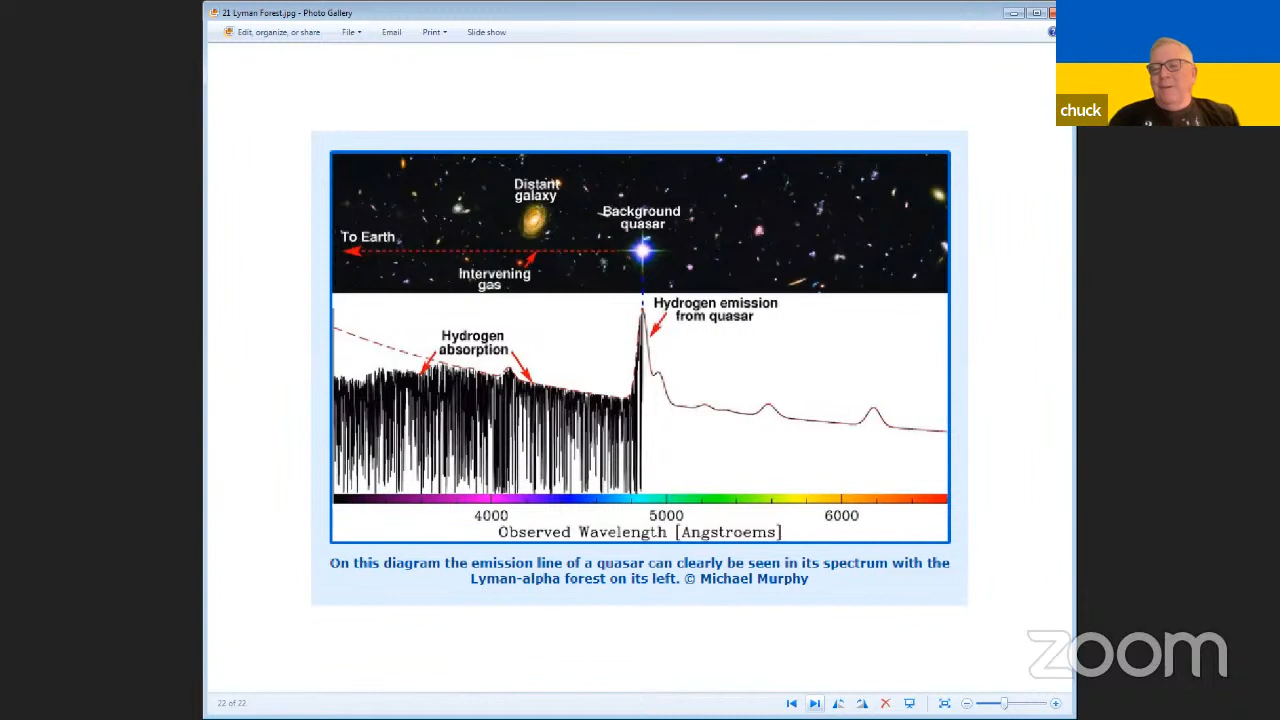 21 Lyman Forest.jpg - Photo Gallery
Edit, organize, or share File Email Print Slide show
chuck
Distant
galaxy
Background
quasar
To Earth
Intervening
gas
Hydrogen emission
from quasar
Hydrogen
absorption
4000 5000 6000
Observed Wavelength [Angstroems]
On this diagram the emission line of a quasar can clearly be seen in its spectrum with the
Lyman-alpha forest on its left. © Michael Murphy
zoom
22 of 22